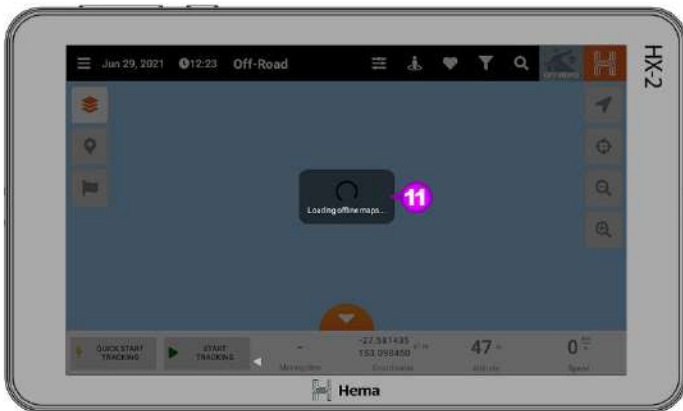 HX-2
Jun 29, 2021 12:23 Off-Road
H
Loading offline maps...
11
QUICK START
TRACKING
START
TRACKING
-
-27.581435
153.098450
47
0
Coordinates
Altitude
Speed
Hema